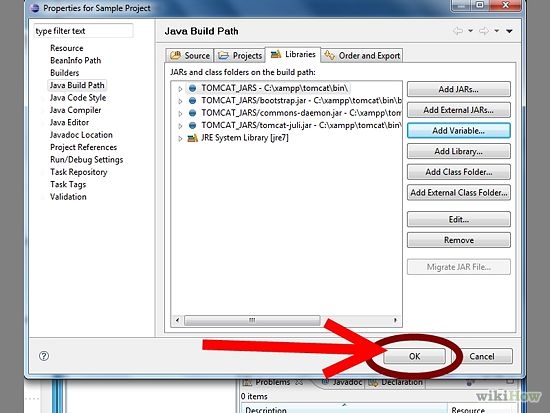 Properties for Sample Project
type filter text
Resource
BeanInfo Path
Builders
Java Build Path
Java Code Style
Java Compiler
Java Editor
Javadoc Location
Project References
Run/Debug Settings
Task Repository
Task Tags
Validation
Java Build Path
Source Projects Libraries Order and Export
JARs and class folders on the build path:
TOMCAT_JARS - C:\xampp\tomcat\bin\
TOMCAT_JARS/bootstrap.jar - C:\xampp\tomcat\b
TOMCAT_JARS/commons-daemon.jar - C:\xampp\tom
TOMCAT_JARS/tomcat-juli.jar - C:\xampp\tomcat\bin\
JRE System Library [jre7]
Add JARs...
Add External JARs...
Add Variable...
Add Library...
Add Class Folder...
Add External Class Folder...
Edit...
Remove
Migrate JAR File...
OK
Cancel
Problems Javadoc Declaration
0 items
Description Resource
wikiHow